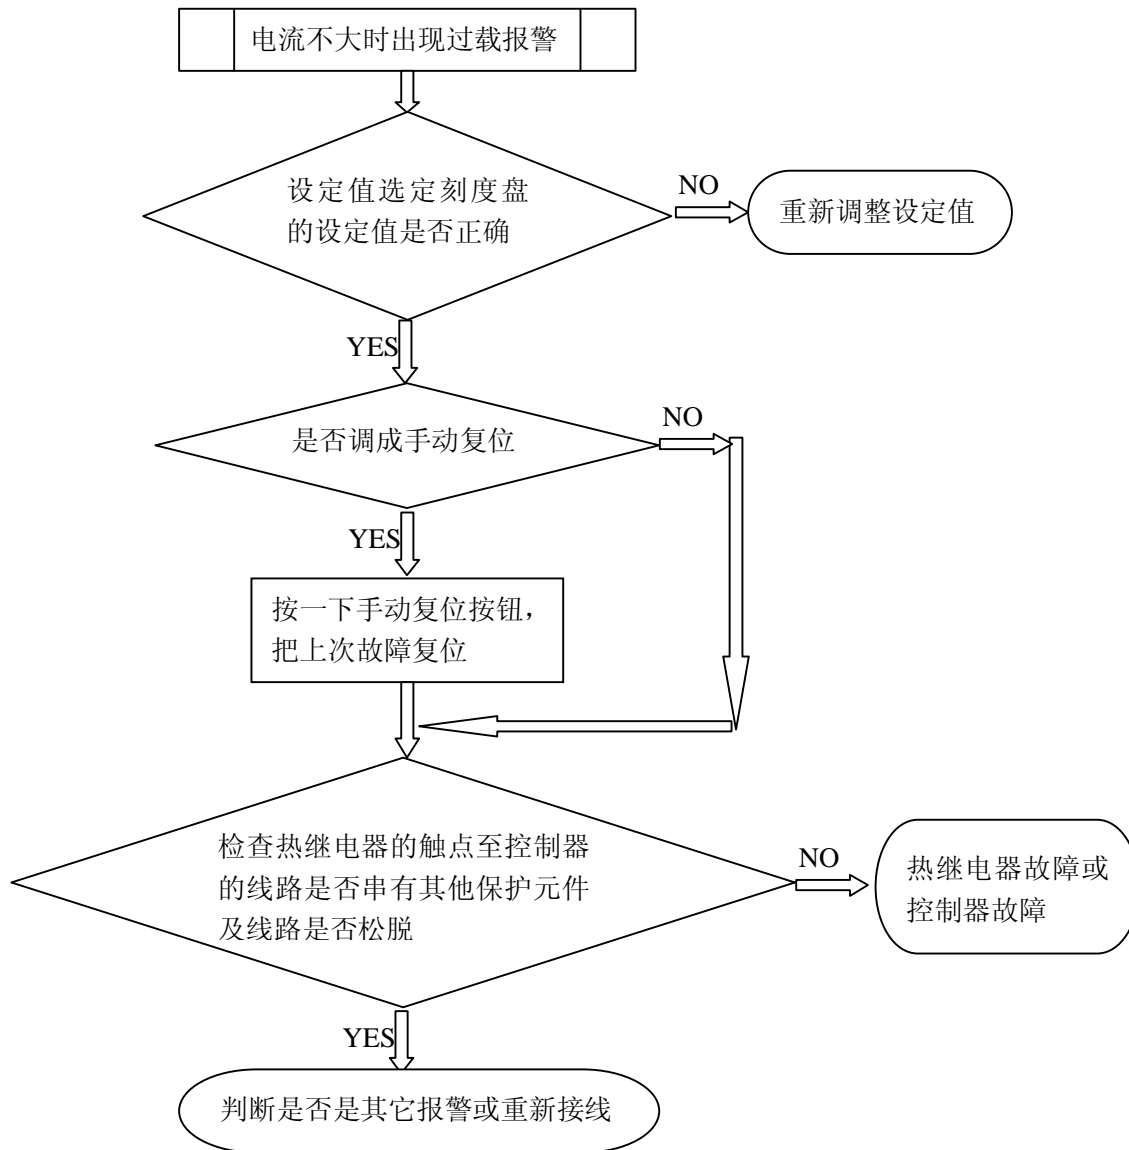 电流不大时出现过载报警
设定值选定刻度盘
的设定值是否正确
NO
重新调整设定值
YES
是否调成手动复位
NO
YES
按一下手动复位按钮，
把上次故障复位
检查热继电器的触点至控制器
的线路是否串有其他保护元件
及线路是否松脱
NO
热继电器故障或
控制器故障
YES
判断是否是其它报警或重新接线